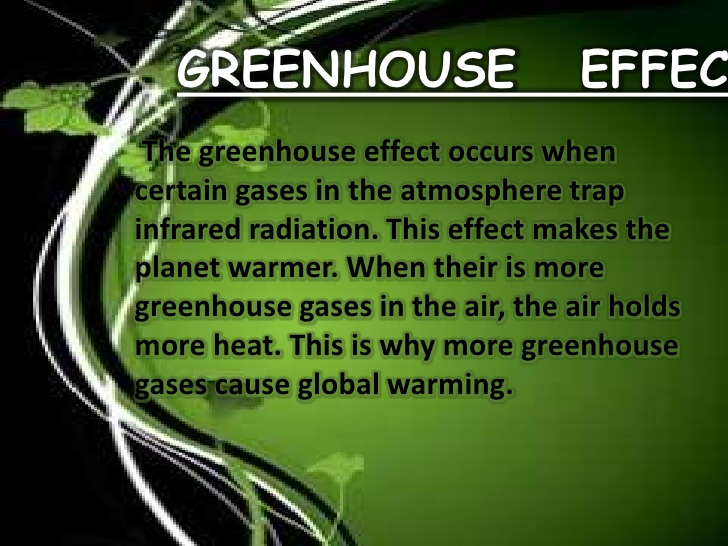 GREENHOUSE EFFEC
The greenhouse effect occurs when
certain gases in the atmosphere trap
infrared radiation. This effect makes the
planet warmer. When their is more
greenhouse gases in the air, the air holds
more heat. This is why more greenhouse
gases cause global warming.